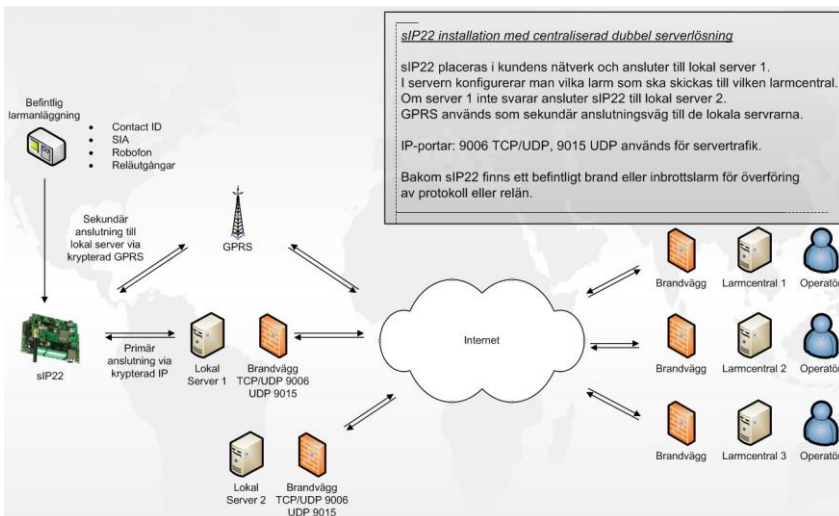 sIP22 installation med centraliserad dubbel serverlösning
sIP22 placeras i kundens nätverk och ansluter till lokal server 1.
I servern konfigurerar man vilka larm som ska skickas till vilken larmcentral.
Om server 1 inte svarar ansluter sIP22 till lokal server 2.
GPRS används som sekundär anslutningsväg till de lokala servrarna.
IP-portar: 9006 TCP/UDP, 9015 UDP används för servertrafik.
Bakom sIP22 finns ett befintligt brand eller inbrottslarm för överföring
av protokoll eller relän.
Befintlig
larmanläggning
• Contact ID
• SIA
• Robofon
• Reläutgångar
Sekundär
anslutning till
lokal server via
krypterad GPRS
GPRS
sIP22
Primär
anslutning via
krypterad IP
Lokal
Server 1
Brandvägg
TCP/UDP 9006
UDP 9015
Internet
Lokal
Server 2
Brandvägg
TCP/UDP 9006
UDP 9015
Brandvägg
Larmcentral 1
Operatör
Brandvägg
Larmcentral 2
Operatör
Brandvägg
Larmcentral 3
Operatör